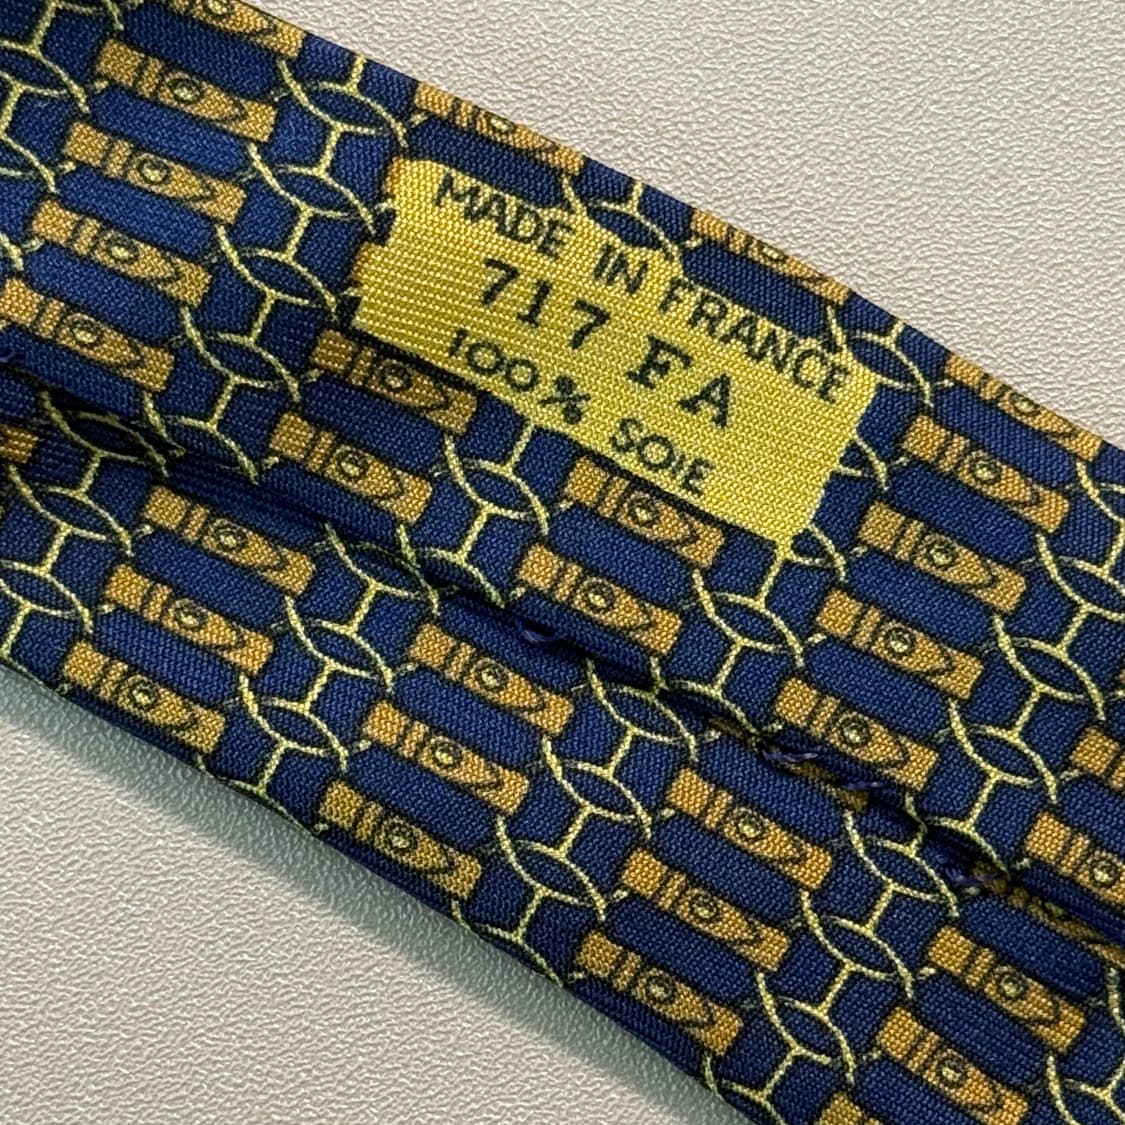 MADE IN FRANCE
717 FA
100% SOIE